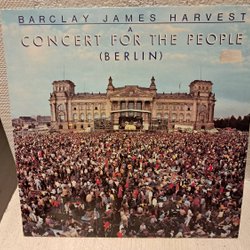 BARCLAY JAMES HARVEST
A
CONCERT FOR THE PEOPLE
(BERLIN)